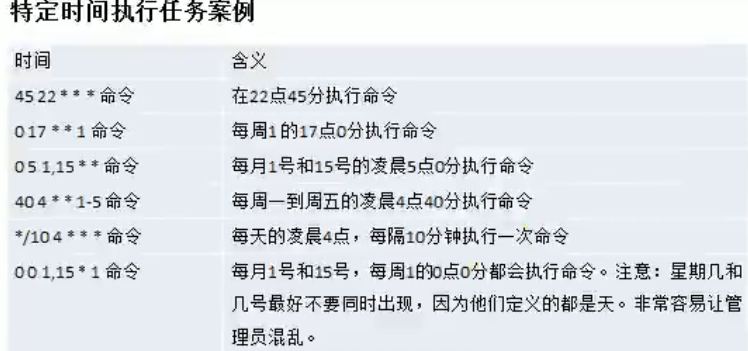 特定时间执行任务案例
时间 含义
45 22 * * * 命令 在22点45分执行命令
0 17 * * 1 命令 每周1 的17点0分执行命令
0 5 1,15 * * 命令 每月1号和15号的凌晨5点0分执行命令
40 4 * * 1-5 命令 每周一到周五的凌晨4点40分执行命令
*/10 4 * * * 命令 每天的凌晨4点，每隔10分钟执行一次命令
0 0 1,15 * 1 命令 每月1号和15号，每周1的0点0分都会执行命令。注意：星期几和
几号最好不要同时出现，因为他们定义的都是天。非常容易让管
理员混乱。